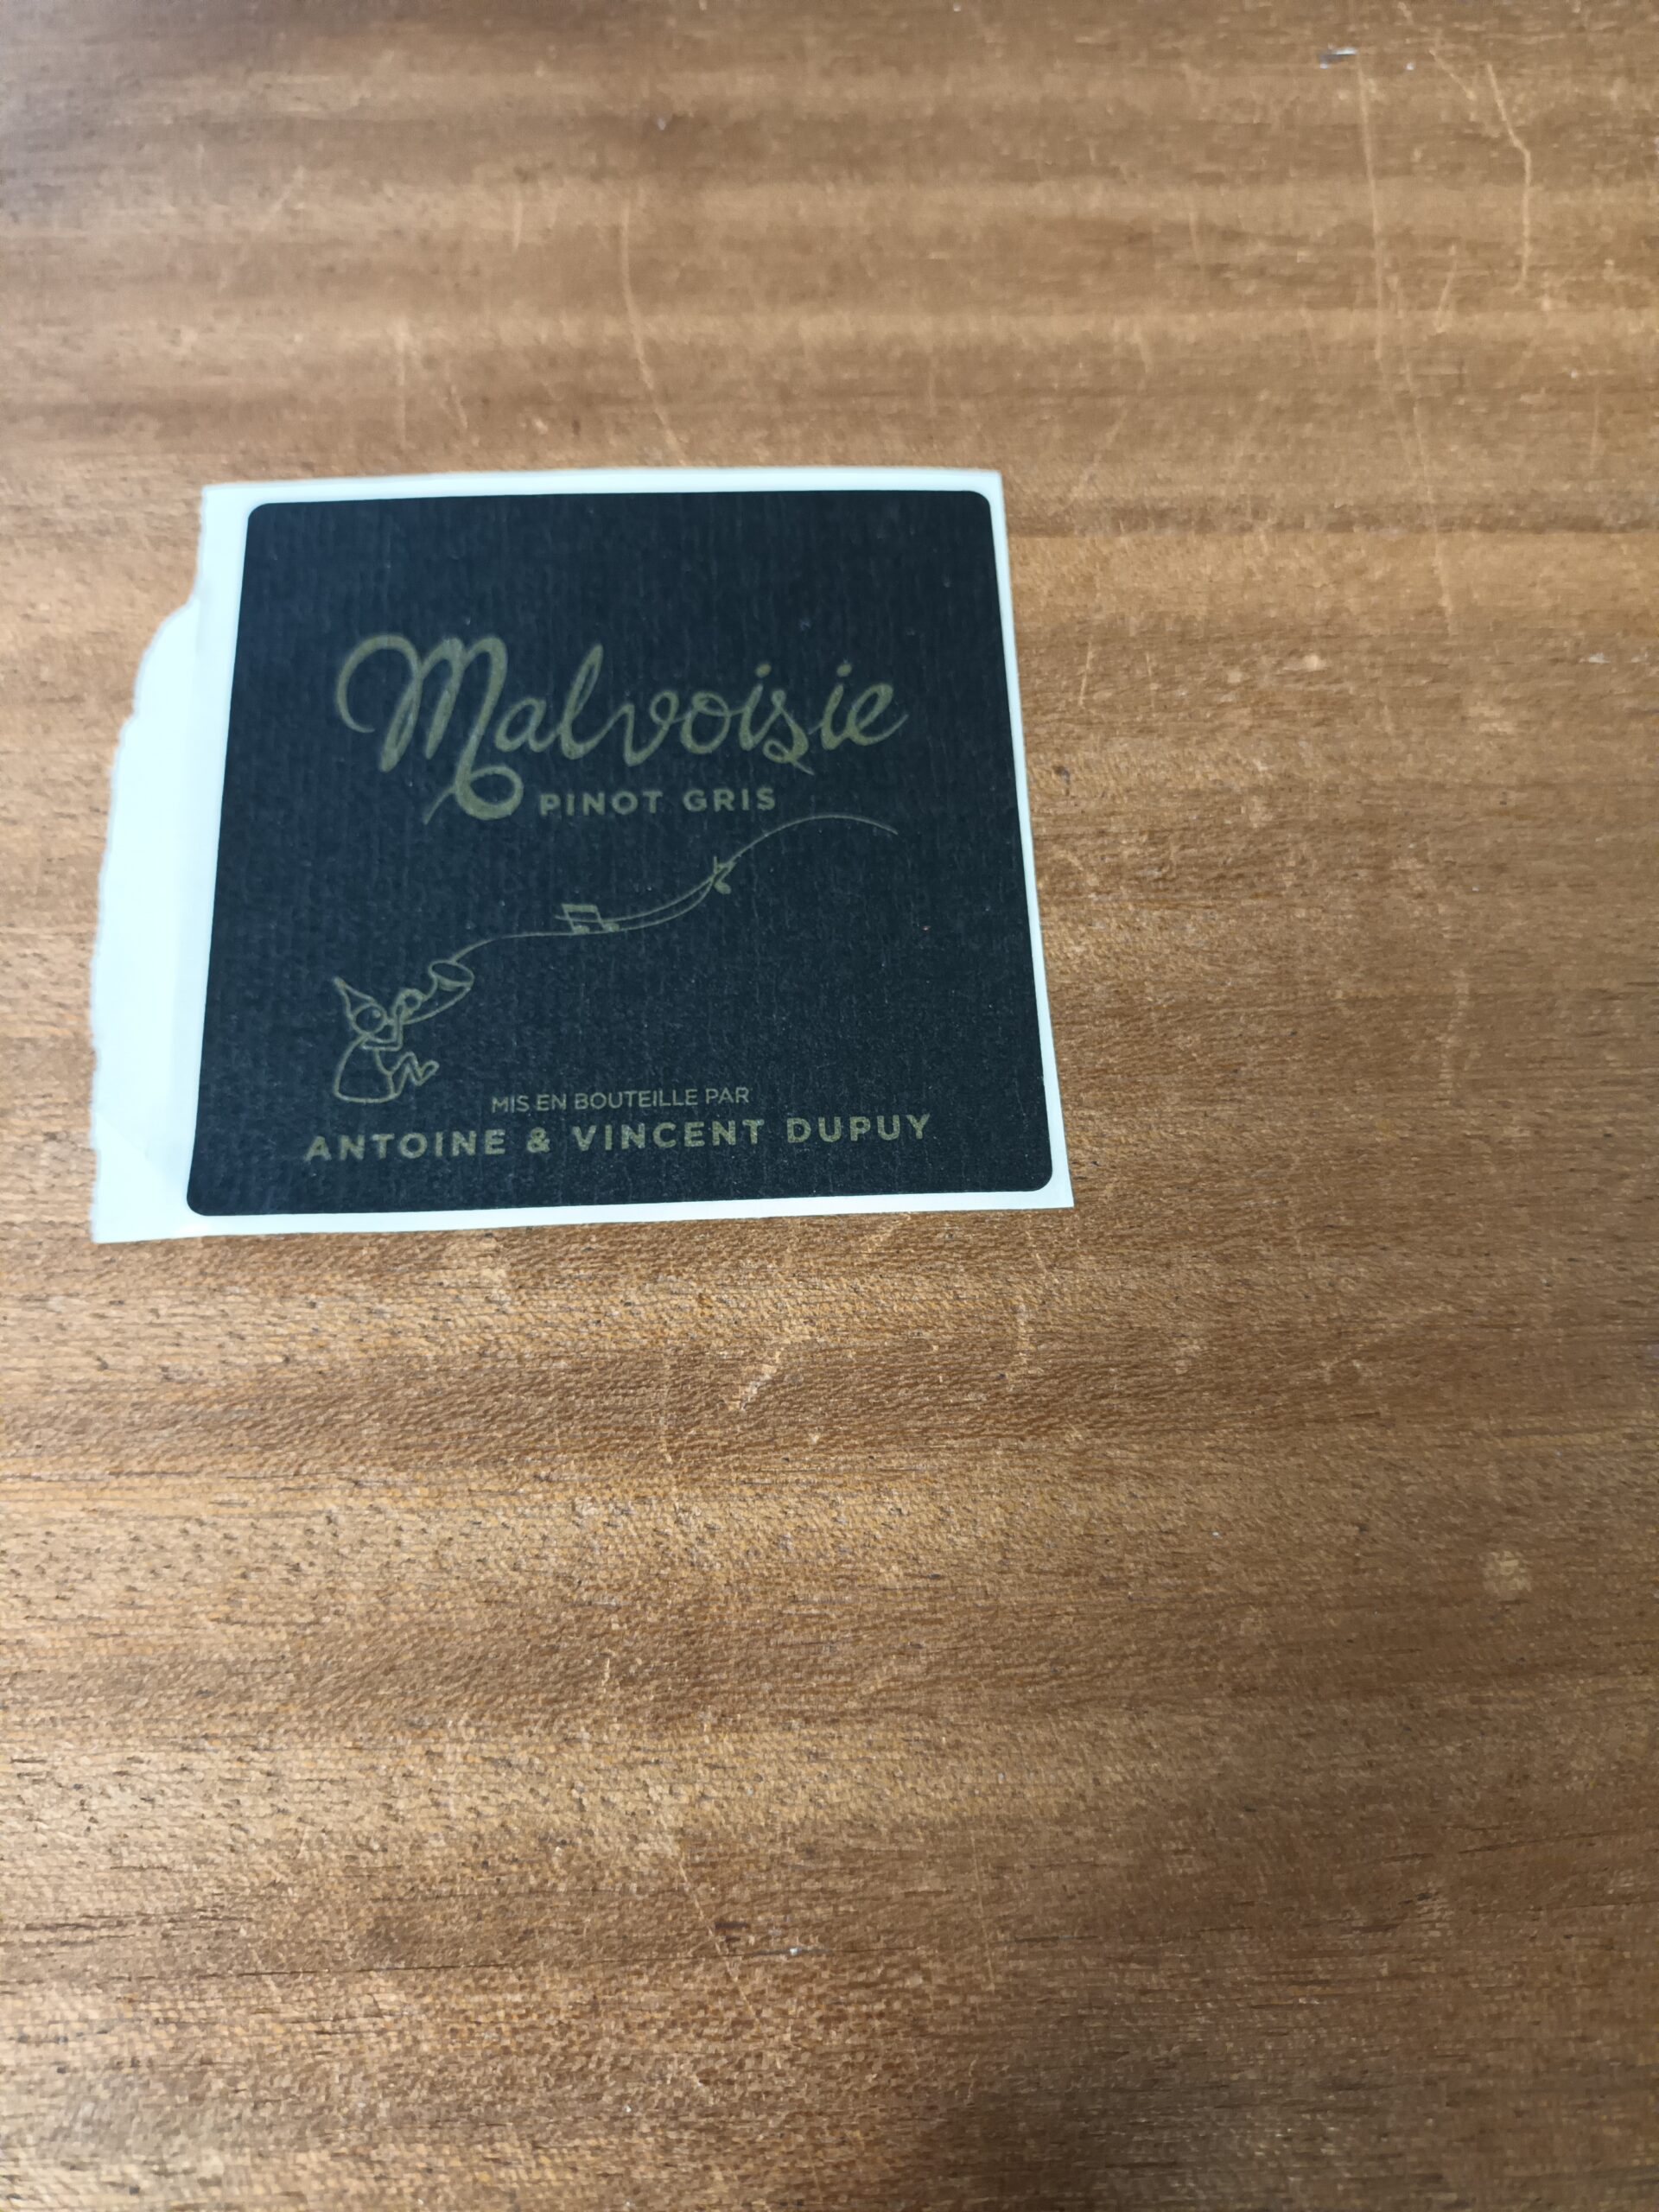 Malvoisie
PINOT GRIS
MIS EN BOUTEILLE PAR
ANTOINE & VINCENT DUPUY